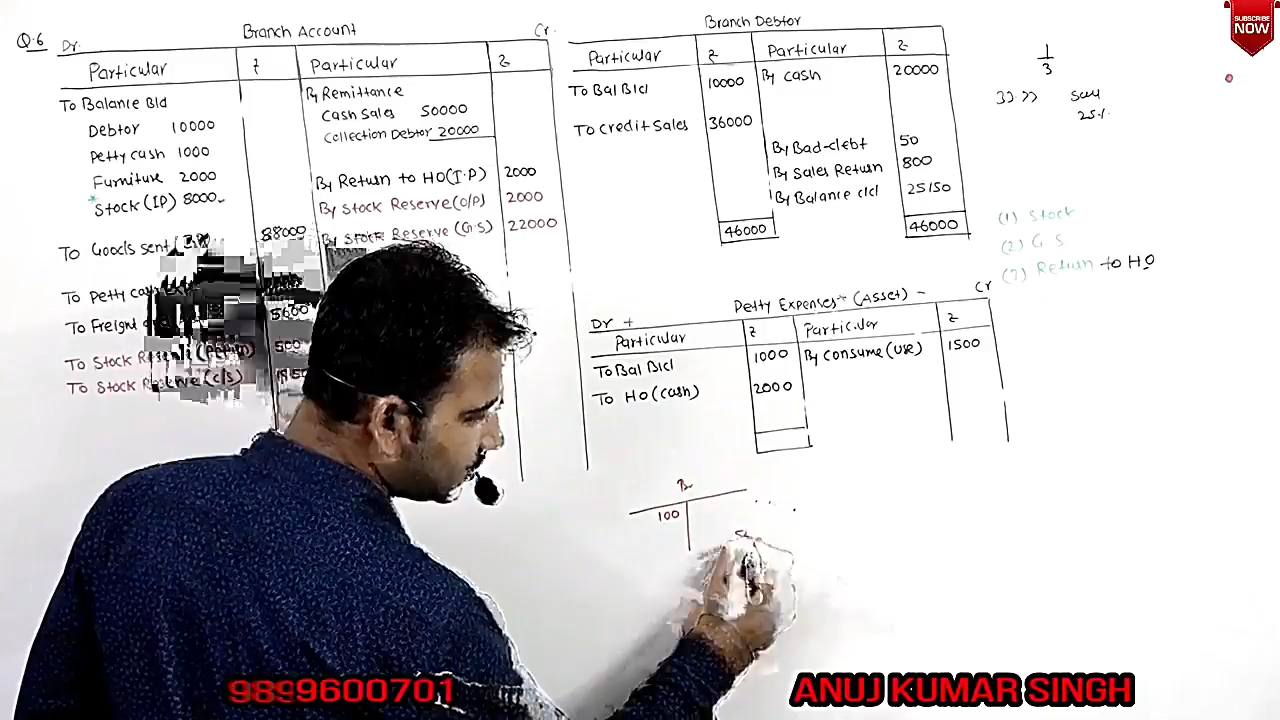 Q.6 Dr. Branch Account Cr.
Particular ₹ Particular ₹
To Balance Bld
Debtor 10000
Petty cash 1000
Furniture 2000
*Stock (IP) 8000
To Goods sent
88000
To Petty
To Freight
5600
To Stock
500
To Stock Reserve (c/s)
By Remittance
Cash Sales 50000
Collection Debtor 20000
By Return to HO (I.P) 2000
By Stock Reserve (O/P) 2000
By Stock Reserve (G.S) 22000
Branch Debtor
Particular ₹ Particular ₹
To Bal Bld 10000 By cash 20000
To Credit Sales 36000
By Bad-debt 50
By Sales Return 800
By Balance cld 25150
46000 46000
Petty Expenses* (Asset) - Cr
Dr +
Particular ₹ Particular ₹
To Bal Bld 1000 By Consume (use) 1500
To HO (cash) 2000
Br
100
1
3
33.33
25%
(1) Stock
(2) G S
(3) Return to HO
SUBSCRIBE
NOW
9899600701
ANUJ KUMAR SINGH